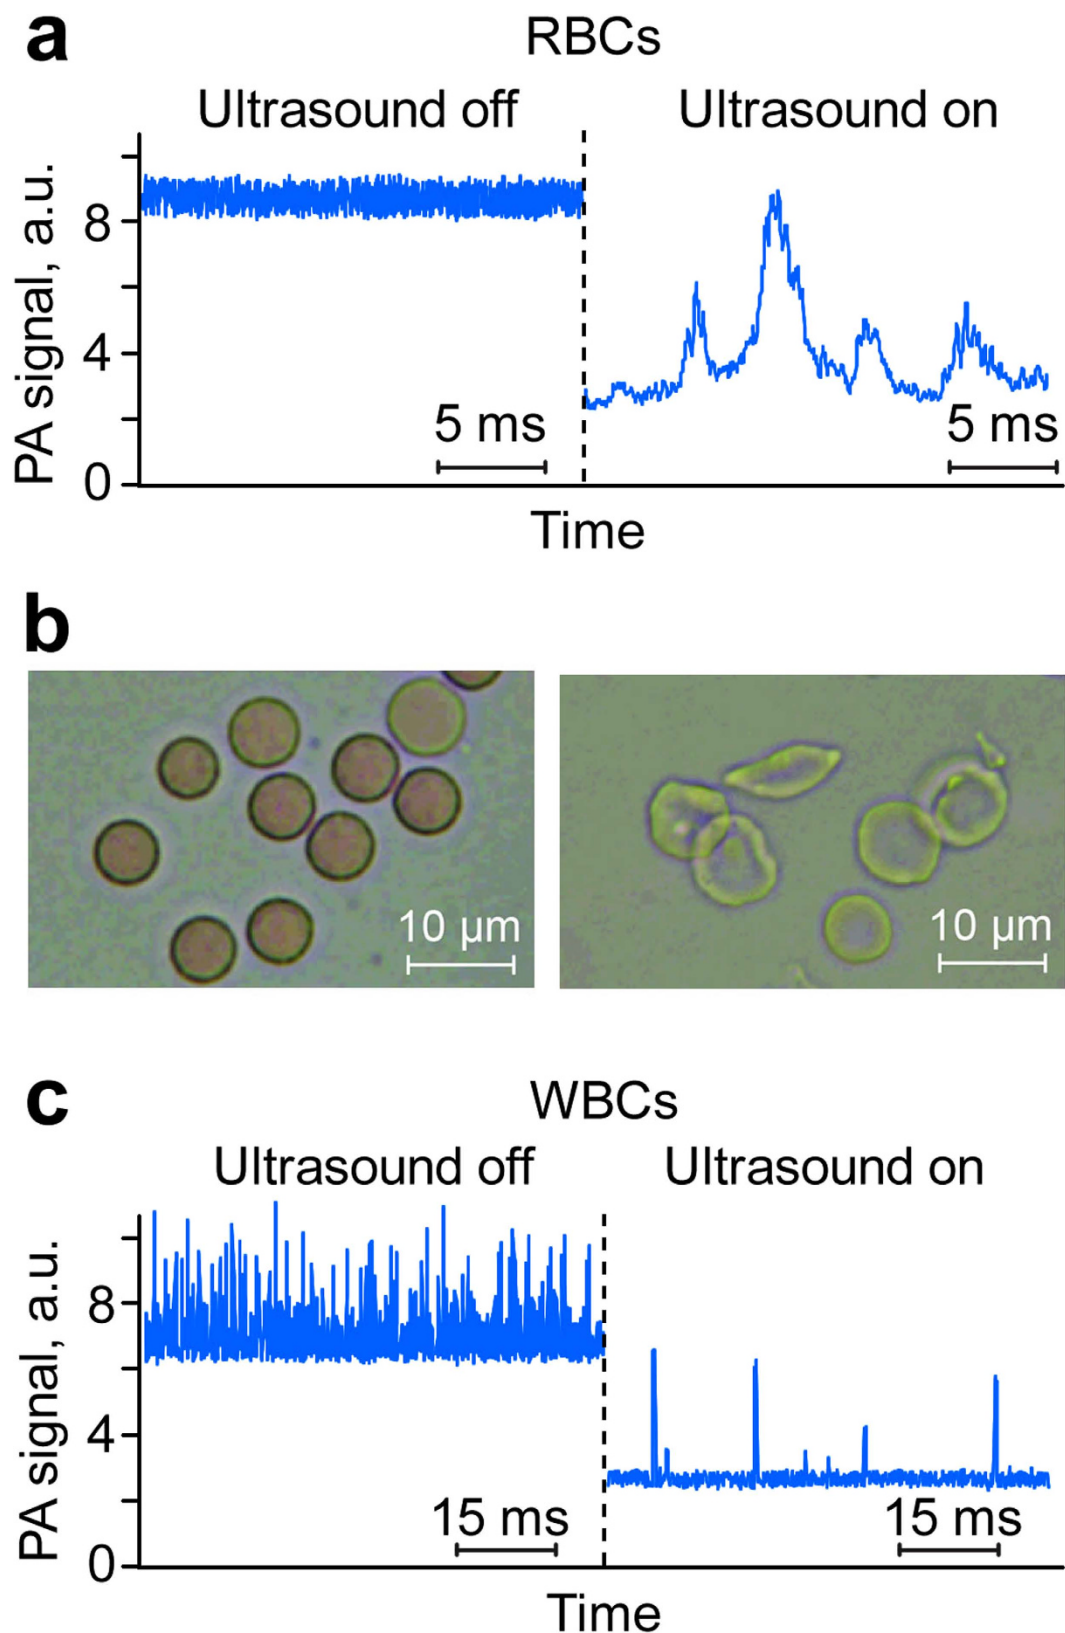 a
RBCs
Ultrasound off
Ultrasound on
PA signal, a.u.
8
4
0
5 ms
5 ms
Time
b
10 µm
10 µm
c
WBCs
Ultrasound off
Ultrasound on
PA signal, a.u.
8
4
0
15 ms
15 ms
Time